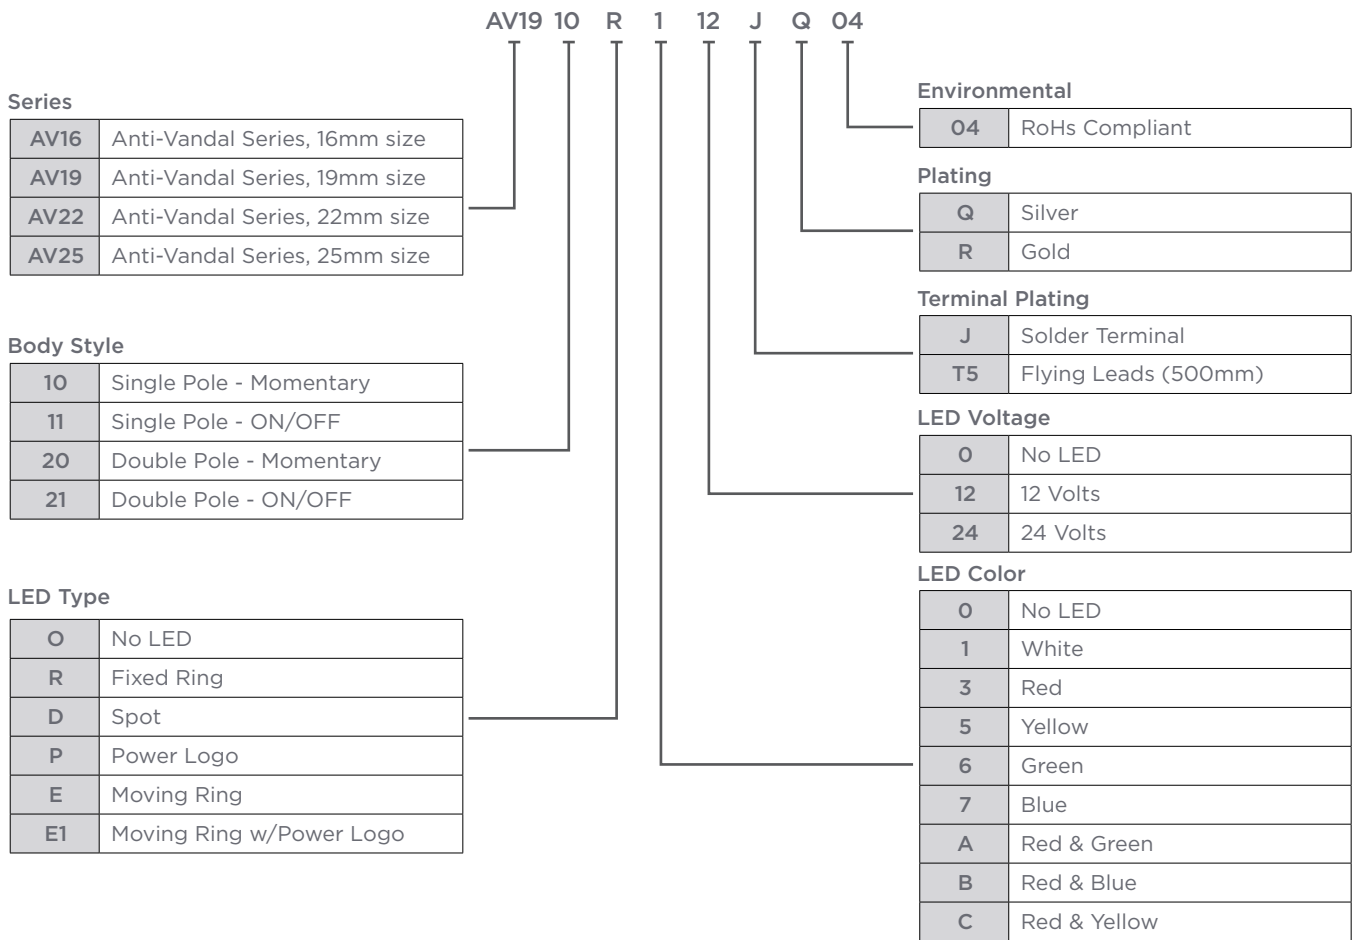 AV19 10 R 1 12 J Q 04
Series
AV16 Anti-Vandal Series, 16mm size
AV19 Anti-Vandal Series, 19mm size
AV22 Anti-Vandal Series, 22mm size
AV25 Anti-Vandal Series, 25mm size
Body Style
10 Single Pole - Momentary
11 Single Pole - ON/OFF
20 Double Pole - Momentary
21 Double Pole - ON/OFF
LED Type
O No LED
R Fixed Ring
D Spot
P Power Logo
E Moving Ring
E1 Moving Ring w/Power Logo
Environmental
04 RoHs Compliant
Plating
Q Silver
R Gold
Terminal Plating
J Solder Terminal
T5 Flying Leads (500mm)
LED Voltage
0 No LED
12 12 Volts
24 24 Volts
LED Color
0 No LED
1 White
3 Red
5 Yellow
6 Green
7 Blue
A Red & Green
B Red & Blue
C Red & Yellow